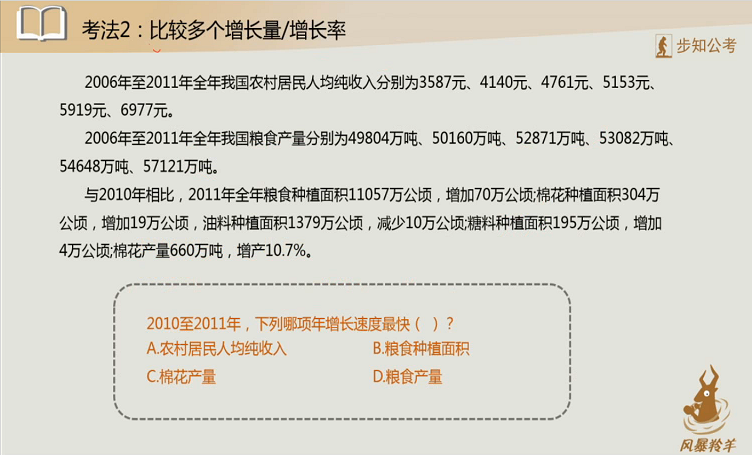 考法2：比较多个增长量/增长率
步知公考
2006年至2011年全年我国农村居民人均纯收入分别为3587元、4140元、4761元、5153元、
5919元、6977元。
2006年至2011年全年我国粮食产量分别为49804万吨、50160万吨、52871万吨、53082万吨、
54648万吨、57121万吨。
与2010年相比，2011年全年粮食种植面积11057万公顷，增加70万公顷;棉花种植面积304万
公顷，增加19万公顷，油料种植面积1379万公顷，减少10万公顷;糖料种植面积195万公顷，增加
4万公顷;棉花产量660万吨，增产10.7%。
2010至2011年，下列哪项年增长速度最快（ ）?
A.农村居民人均纯收入 B.粮食种植面积
C.棉花产量 D.粮食产量
风暴羚羊